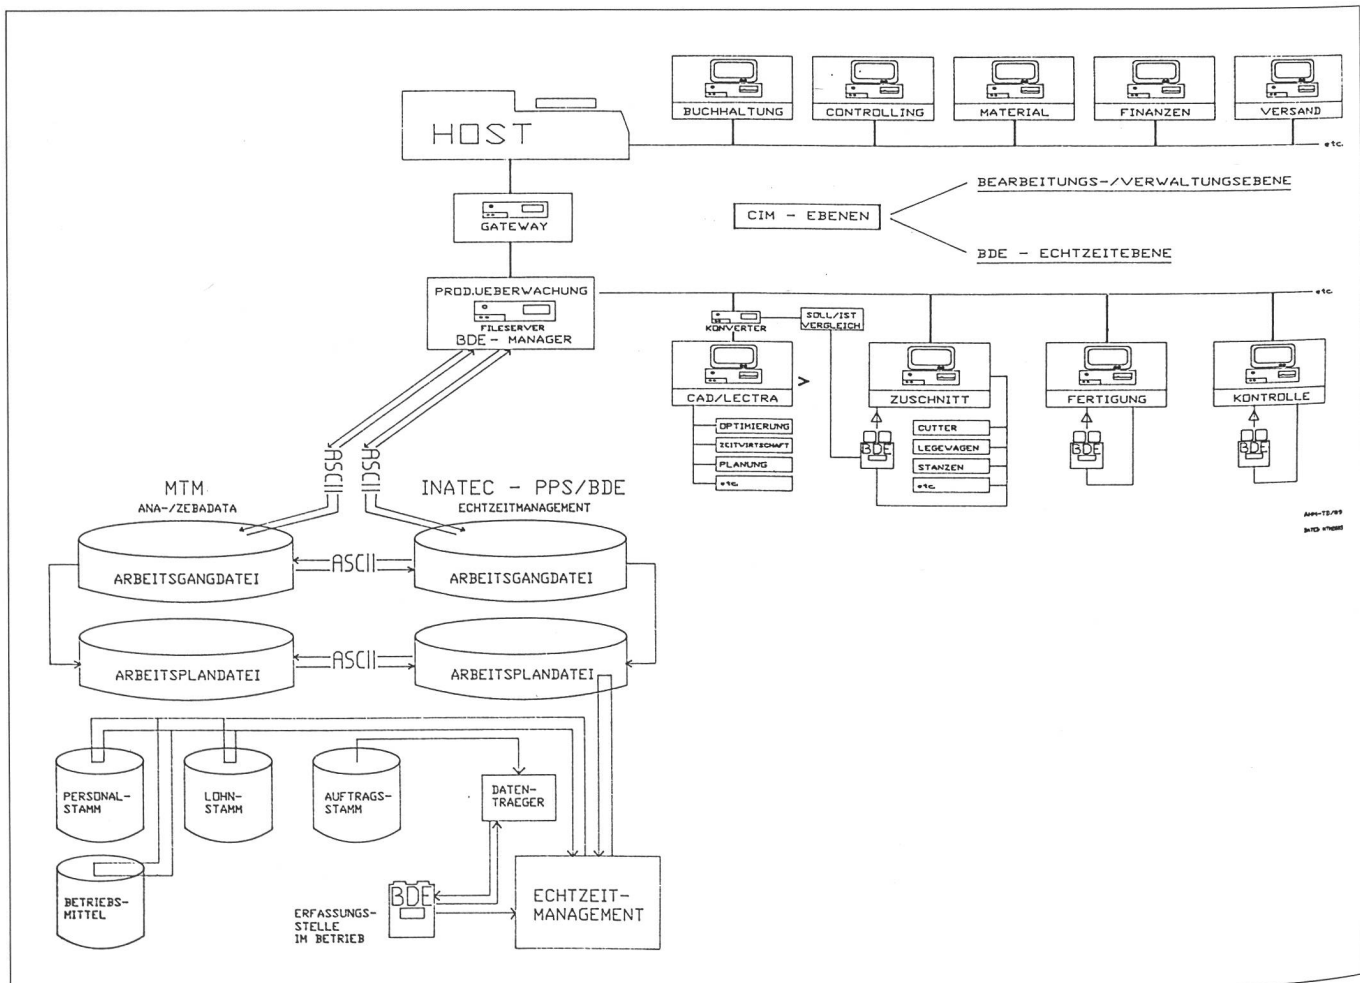 BUCHHALTUNG
CONTROLLING
MATERIAL
FINANZEN
VERSAND
etc.
HOST
GATEWAY
CIM - EBENEN
BEARBEITUNGS-/VERWALTUNGSEBENE
BDE - ECHTZEITEBENE
PROD.UEBERWACHUNG
FILESERVER
BDE - MANAGER
etc.
KONVERTER
SOLL/IST
VERGLEICH
CAD/LECTRA
>
ZUSCHNITT
FERTIGUNG
KONTROLLE
OPTIMIERUNG
ZEITWIRTSCHAFT
PLANUNG
etc.
BDE
CUTTER
LEGEWAGEN
STANZEN
etc.
BDE
BDE
ASCII
ASCII
MTM
ANA-/ZEBADATA
INATEC - PPS/BDE
ECHTZEITMANAGEMENT
ARBEITSGANGDATEI
ASCII
ARBEITSGANGDATEI
ARBEITSPLANDATEI
ASCII
ARBEITSPLANDATEI
PERSONAL-
STAMM
LOHN-
STAMM
AUFTRAGS-
STAMM
DATEN-
TRAEGER
BETRIEBS-
MITTEL
ERFASSUNGS-
STELLE
IM BETRIEB
BDE
ECHTZEIT-
MANAGEMENT